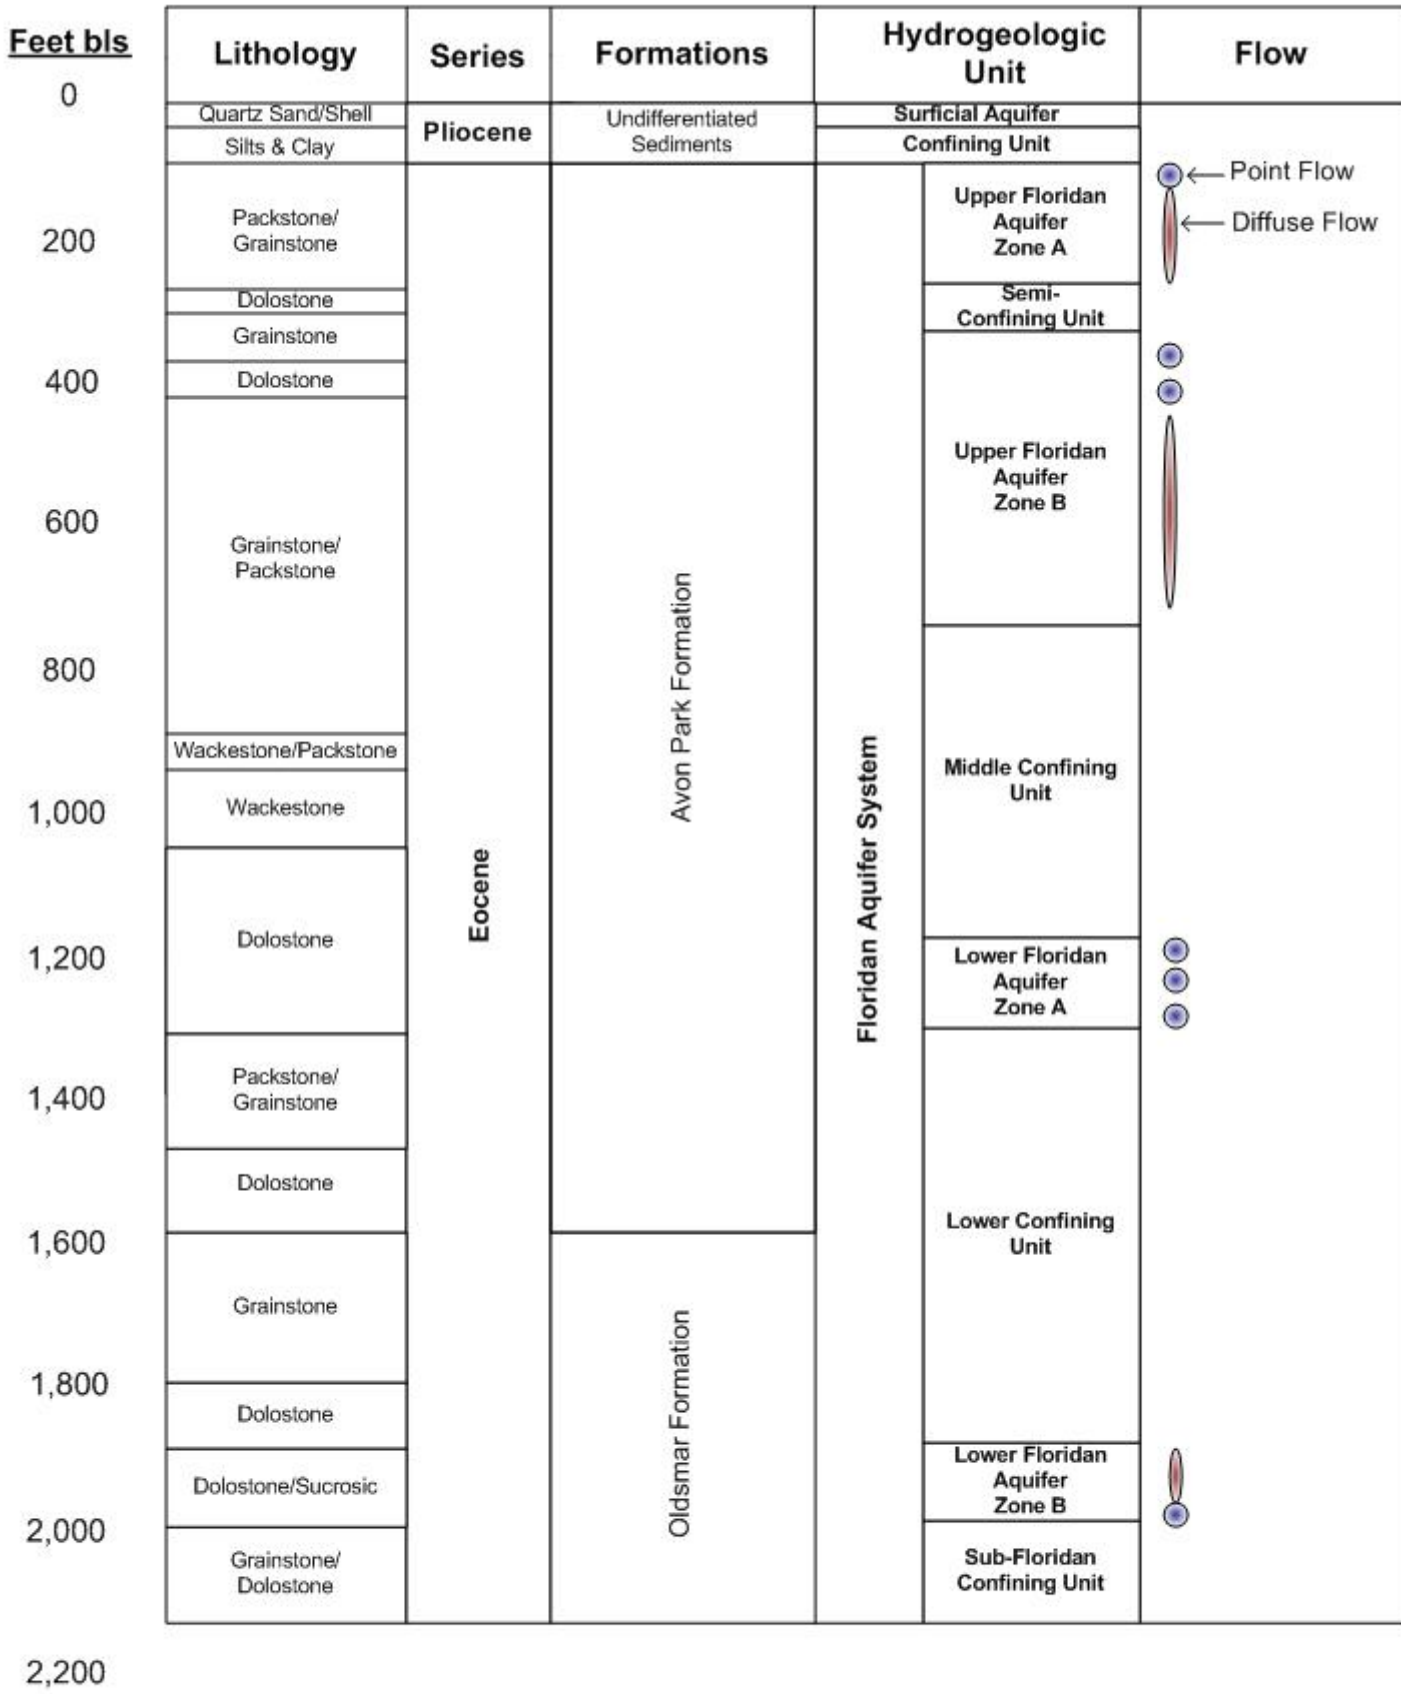 Feet bls
Lithology
Series
Formations
Hydrogeologic
Unit
Flow
0
Quartz Sand/Shell
Silts & Clay
Pliocene
Undifferentiated
Sediments
Surficial Aquifer
Confining Unit
Point Flow
Diffuse Flow
200
400
600
800
1,000
1,200
1,400
1,600
1,800
2,000
2,200
Packstone/
Grainstone
Dolostone
Grainstone
Dolostone
Grainstone/
Packstone
Wackestone/Packstone
Wackestone
Dolostone
Packstone/
Grainstone
Dolostone
Grainstone
Dolostone
Dolostone/Sucrosic
Grainstone/
Dolostone
Eocene
Avon Park Formation
Oldsmar Formation
Floridan Aquifer System
Upper Floridan
Aquifer
Zone A
Semi-
Confining Unit
Upper Floridan
Aquifer
Zone B
Middle Confining
Unit
Lower Floridan
Aquifer
Zone A
Lower Confining
Unit
Lower Floridan
Aquifer
Zone B
Sub-Floridan
Confining Unit